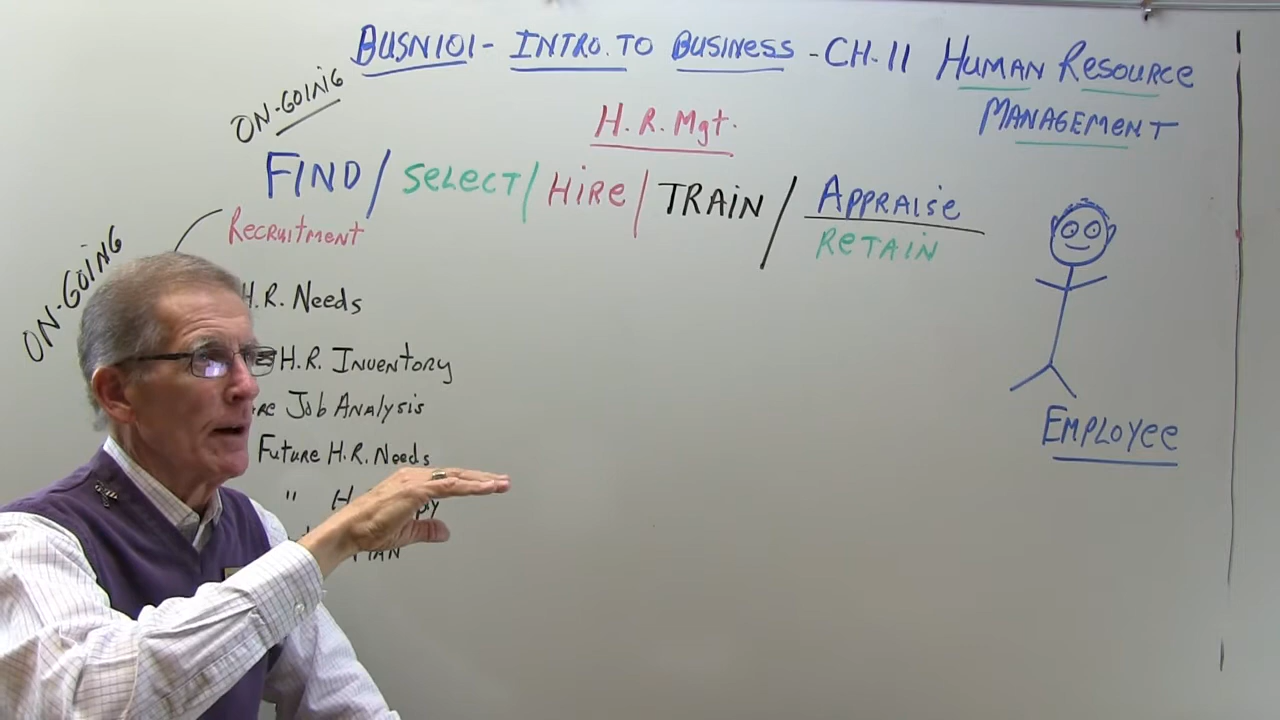 BUSN101 - INTRO. TO BUSINESS - CH. 11 HUMAN RESOURCE
MANAGEMENT
ON-GOING
H.R. Mgt.
FIND / SELECT / HIRE / TRAIN / APPRAISE
RETAIN
RECRUITMENT
ON-GOING
H.R. NEEDS
H.R. INVENTORY
JOB ANALYSIS
FUTURE H.R. NEEDS
"
EMPLOYEE